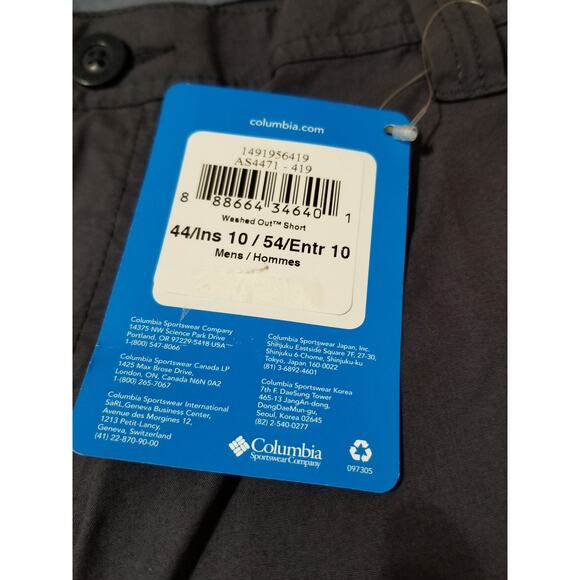 columbia.com
1491956419
AS4471 - 419
8 88664 34640 1
Washed Out™ Short
44/Ins 10 / 54/Entr 10
Mens / Hommes
Columbia Sportswear Company
14375 NW Science Park Drive
Portland, OR 97229-5418 USA
1-(800) 547-8066
Columbia Sportswear Canada LP
1425 Max Brose Drive,
London, ON, Canada N6N 0A2
1-(800) 265-7067
Columbia Sportswear International
SàRL,Geneva Business Center,
Avenue des Morgines 12,
1213 Petit-Lancy,
Geneva, Switzerland
(41) 22-870-90-00
Columbia Sportswear Japan, Inc.
Shinjuku Eastside Square 7F, 27-30,
Shinjuku 6-Chome, Shinjuku-ku
Tokyo, Japan 160-0022
(81) 3-6892-4601
Columbia Sportswear Korea
7th F. DaeSung Tower
465-13 JangAn-dong,
DongDaeMun-gu,
Seoul, Korea 02645
(82) 2-540-0277
Columbia
Sportswear Company
097305